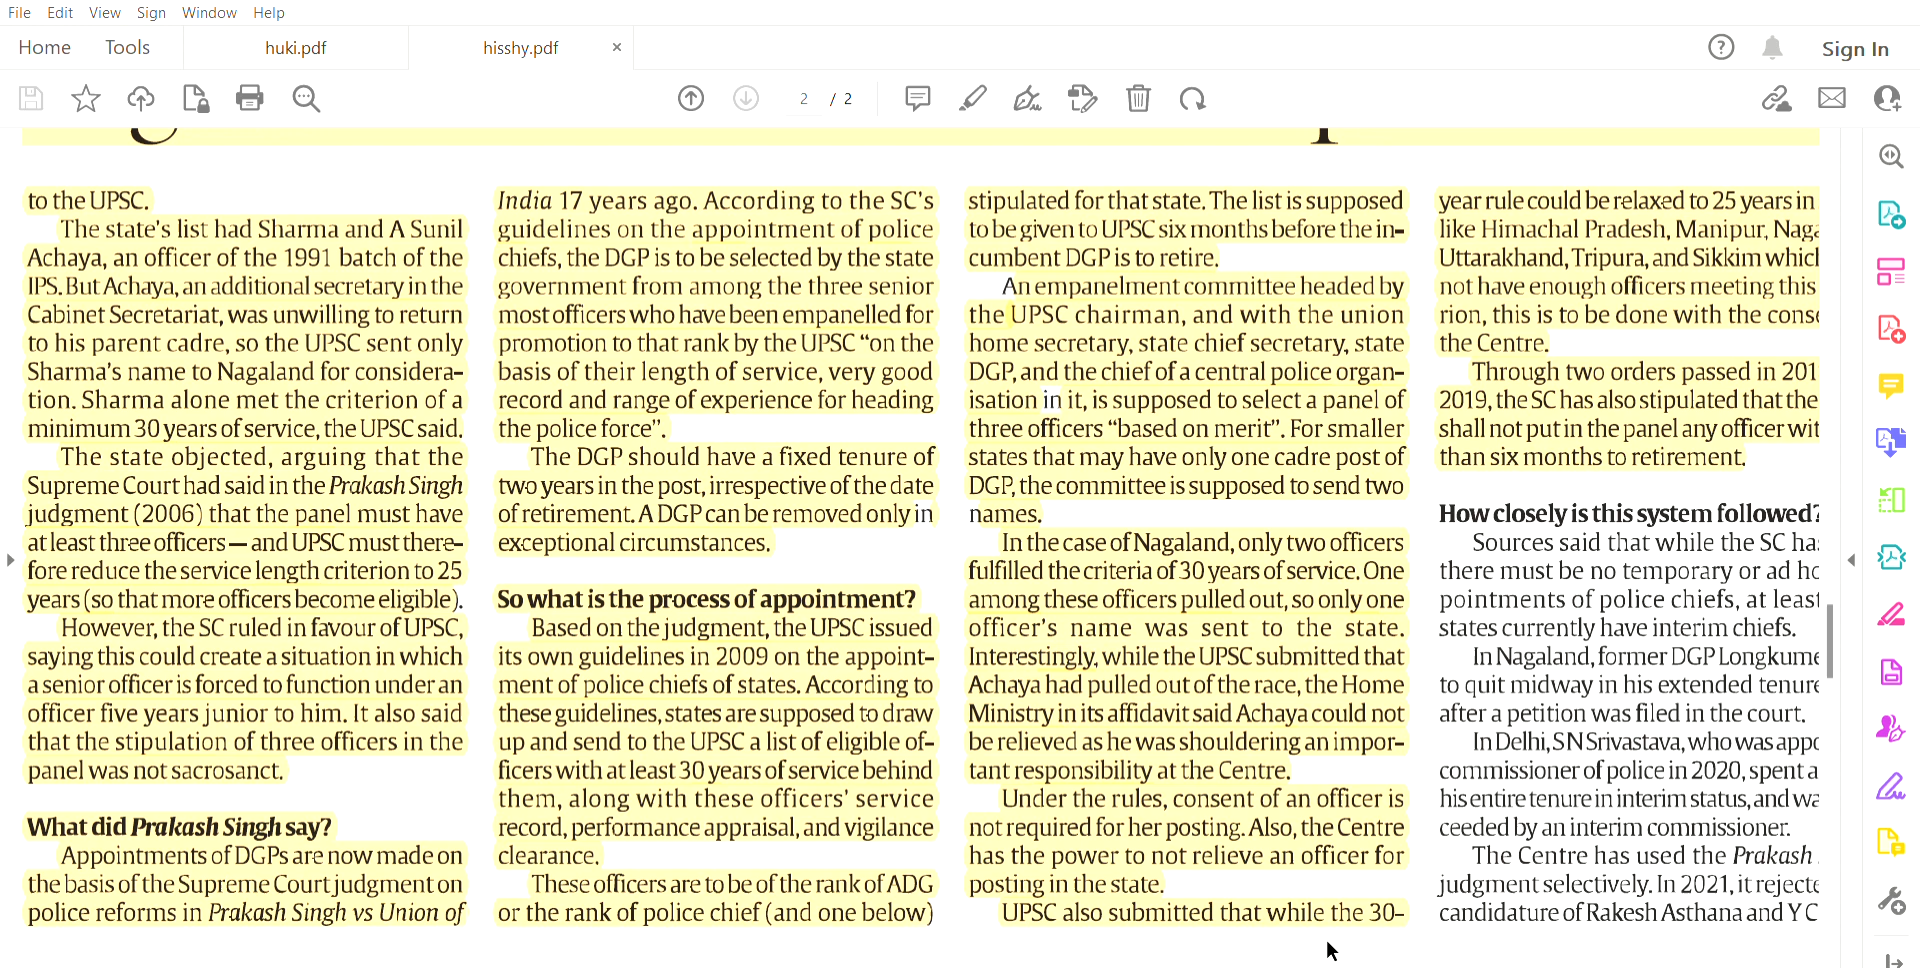 File Edit View Sign Window Help
Home Tools huki.pdf hisshy.pdf × Sign In
2 / 2
to the UPSC.
The state's list had Sharma and A Sunil
Achaya, an officer of the 1991 batch of the
IPS. But Achaya, an additional secretary in the
Cabinet Secretariat, was unwilling to return
to his parent cadre, so the UPSC sent only
Sharma's name to Nagaland for considera-
tion. Sharma alone met the criterion of a
minimum 30 years of service, the UPSC said.
The state objected, arguing that the
Supreme Court had said in the Prakash Singh
judgment (2006) that the panel must have
at least three officers — and UPSC must there-
fore reduce the service length criterion to 25
years (so that more officers become eligible).
However, the SC ruled in favour of UPSC,
saying this could create a situation in which
a senior officer is forced to function under an
officer five years junior to him. It also said
that the stipulation of three officers in the
panel was not sacrosanct.
What did Prakash Singh say?
Appointments of DGPs are now made on
the basis of the Supreme Court judgment on
police reforms in Prakash Singh vs Union of
India 17 years ago. According to the SC's
guidelines on the appointment of police
chiefs, the DGP is to be selected by the state
government from among the three senior
most officers who have been empanelled for
promotion to that rank by the UPSC “on the
basis of their length of service, very good
record and range of experience for heading
the police force”.
The DGP should have a fixed tenure of
two years in the post, irrespective of the date
of retirement. A DGP can be removed only in
exceptional circumstances.
So what is the process of appointment?
Based on the judgment, the UPSC issued
its own guidelines in 2009 on the appoint-
ment of police chiefs of states. According to
these guidelines, states are supposed to draw
up and send to the UPSC a list of eligible of-
ficers with at least 30 years of service behind
them, along with these officers' service
record, performance appraisal, and vigilance
clearance.
These officers are to be of the rank of ADG
or the rank of police chief (and one below)
stipulated for that state. The list is supposed
to be given to UPSC six months before the in-
cumbent DGP is to retire.
An empanelment committee headed by
the UPSC chairman, and with the union
home secretary, state chief secretary, state
DGP, and the chief of a central police organ-
isation in it, is supposed to select a panel of
three officers “based on merit”. For smaller
states that may have only one cadre post of
DGP, the committee is supposed to send two
names.
In the case of Nagaland, only two officers
fulfilled the criteria of 30 years of service. One
among these officers pulled out, so only one
officer's name was sent to the state.
Interestingly, while the UPSC submitted that
Achaya had pulled out of the race, the Home
Ministry in its affidavit said Achaya could not
be relieved as he was shouldering an impor-
tant responsibility at the Centre.
Under the rules, consent of an officer is
not required for her posting. Also, the Centre
has the power to not relieve an officer for
posting in the state.
UPSC also submitted that while the 30-
year rule could be relaxed to 25 years in
like Himachal Pradesh, Manipur,
Uttarakhand, Tripura, and Sikkim
not have enough officers meeting this
rion, this is to be done with the
the Centre.
Through two orders passed in
2019, the SC has also stipulated that the
shall not put in the panel any officer
than six months to retirement.
How closely is this system followed?
Sources said that while the SC
there must be no temporary or ad
pointments of police chiefs, at
states currently have interim chiefs.
In Nagaland, former DGP
to quit midway in his extended tenure
after a petition was filed in the court.
In Delhi, S N Srivastava, who was
commissioner of police in 2020, spent a
his entire tenure in interim status, and
ceeded by an interim commissioner.
The Centre has used the Prakash
judgment selectively. In 2021, it
candidature of Rakesh Asthana and Y C